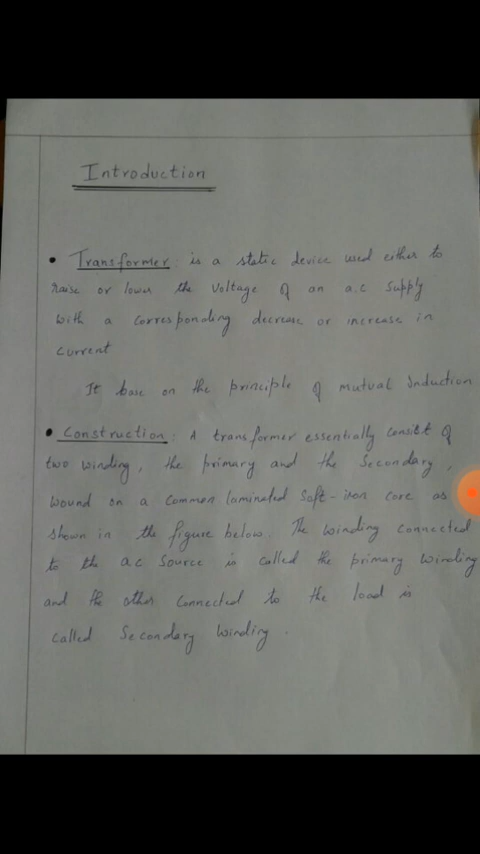 Introduction
• Transformer : is a static device used either to
raise or lower the voltage of an a.c supply
with a corresponding decrease or increase in
current
It base on the principle of mutual Induction
• Construction : A transformer essentially consist of
two winding, the primary and the Secondary,
wound on a common laminated soft-iron core as
shown in the figure below. The winding connected
to the ac source is called the primary winding
and the other connected to the load is
called Secondary winding.